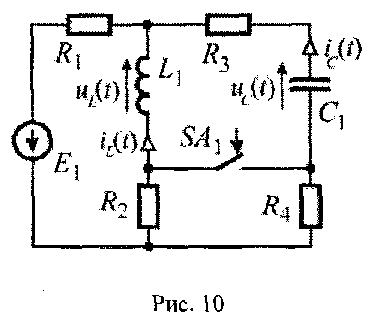 R1 L1 R3 iC(t)
uL(t) uC(t)
C1
iL(t) SA1
E1
R2 R4
Рис. 10